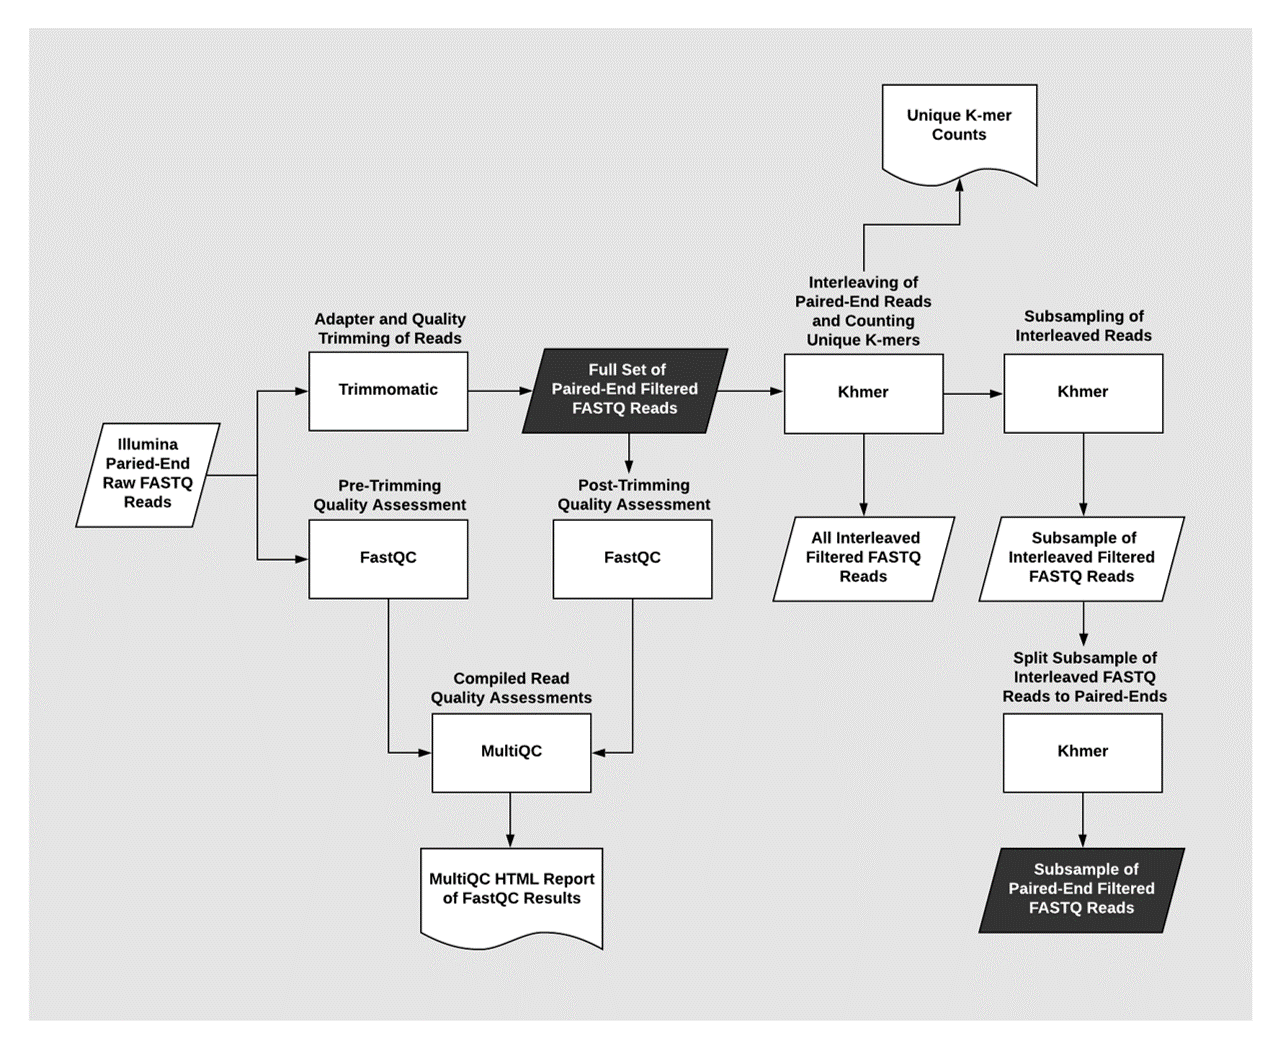 Unique K-mer
Counts
Interleaving of
Paired-End Reads
and Counting
Unique K-mers
Adapter and Quality
Trimming of Reads
Subsampling of
Interleaved Reads
Trimmomatic
Full Set of
Paired-End Filtered
FASTQ Reads
Khmer
Khmer
Illumina
Paried-End
Raw FASTQ
Reads
Pre-Trimming
Quality Assessment
Post-Trimming
Quality Assessment
FastQC
FastQC
All Interleaved
Filtered FASTQ
Reads
Subsample of
Interleaved Filtered
FASTQ Reads
Compiled Read
Quality Assessments
Split Subsample of
Interleaved FASTQ
Reads to Paired-Ends
MultiQC
Khmer
MultiQC HTML Report
of FastQC Results
Subsample of
Paired-End Filtered
FASTQ Reads